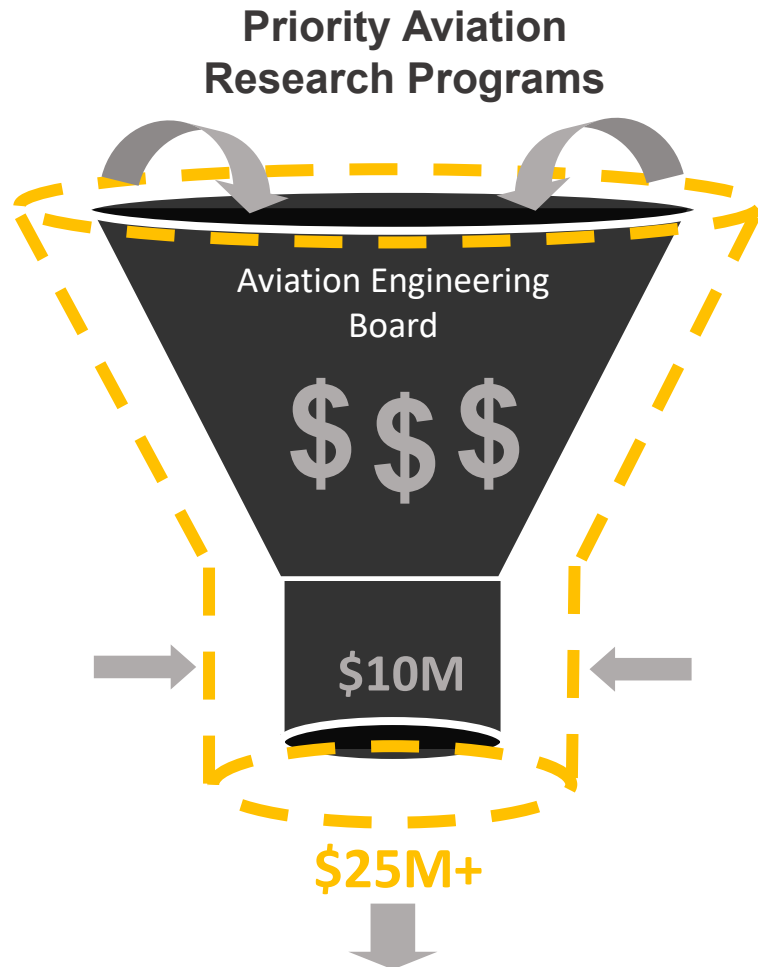 Priority Aviation
Research Programs
Aviation Engineering
Board
$ $ $
$10M
$25M+